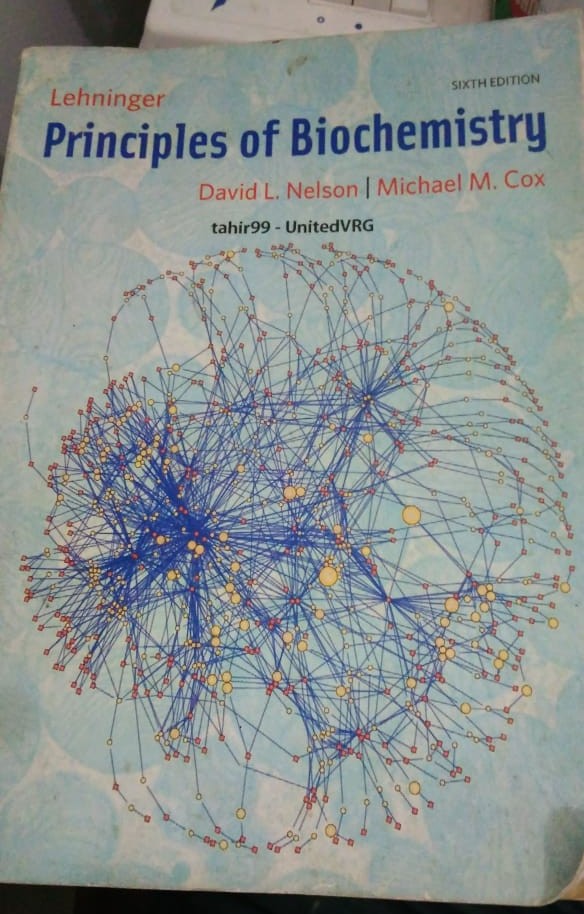 SIXTH EDITION
Lehninger
Principles of Biochemistry
David L. Nelson | Michael M. Cox
tahir99 - UnitedVRG